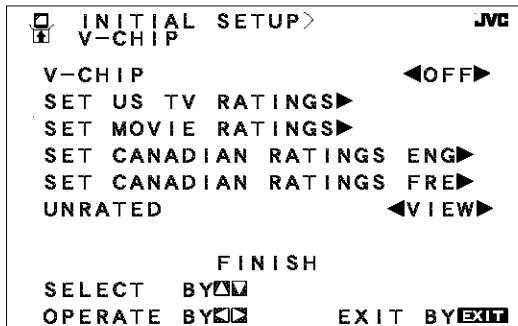 INITIAL SETUP> JVC
V-CHIP
V-CHIP ◀OFF▶
SET US TV RATINGS▶
SET MOVIE RATINGS▶
SET CANADIAN RATINGS ENG▶
SET CANADIAN RATINGS FRE▶
UNRATED ◀VIEW▶
FINISH
SELECT BY
OPERATE BY EXIT BY EXIT